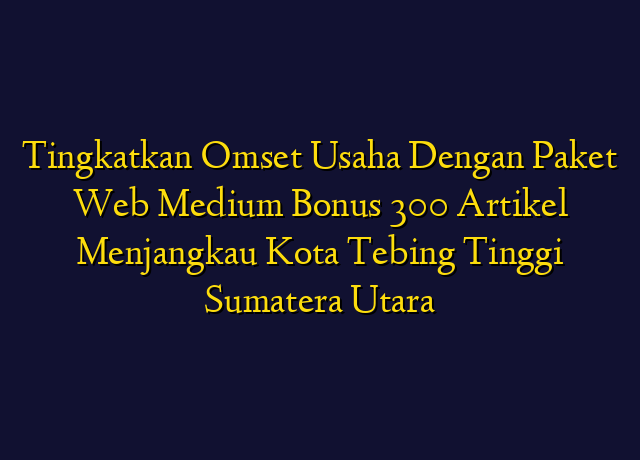 Tingkatkan Omset Usaha Dengan Paket
Web Medium Bonus 300 Artikel
Menjangkau Kota Tebing Tinggi
Sumatera Utara